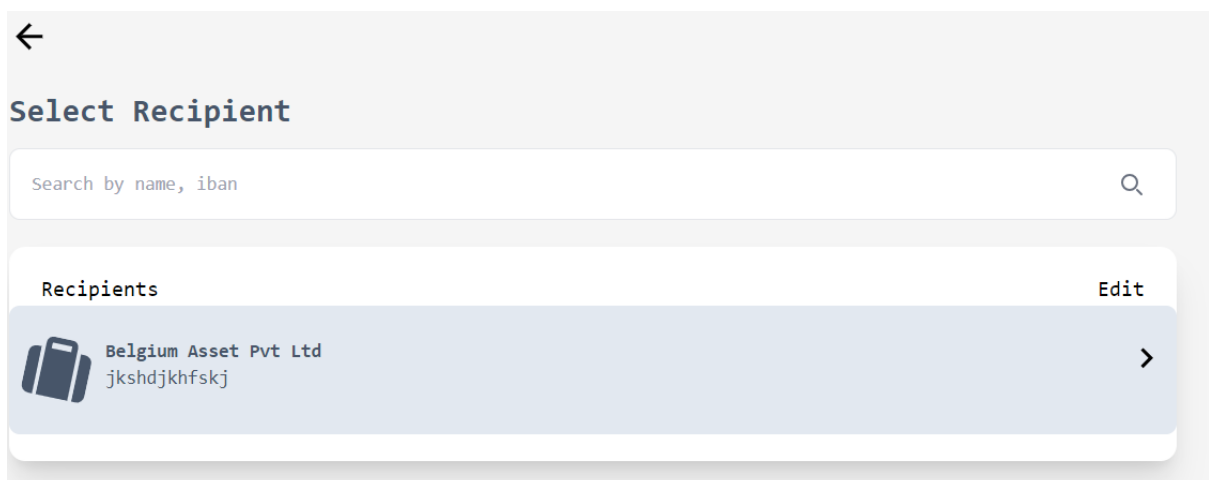 Select Recipient
Search by name, iban
Recipients
Edit
Belgium Asset Pvt Ltd
jkshdjkhfskj